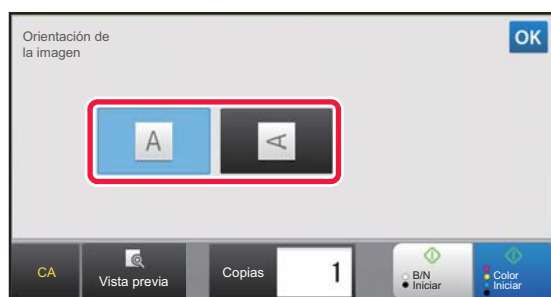 Orientación de
la imagen
OK
A
A
CA
Vista previa
Copias
1
B/N
Iniciar
Color
Iniciar